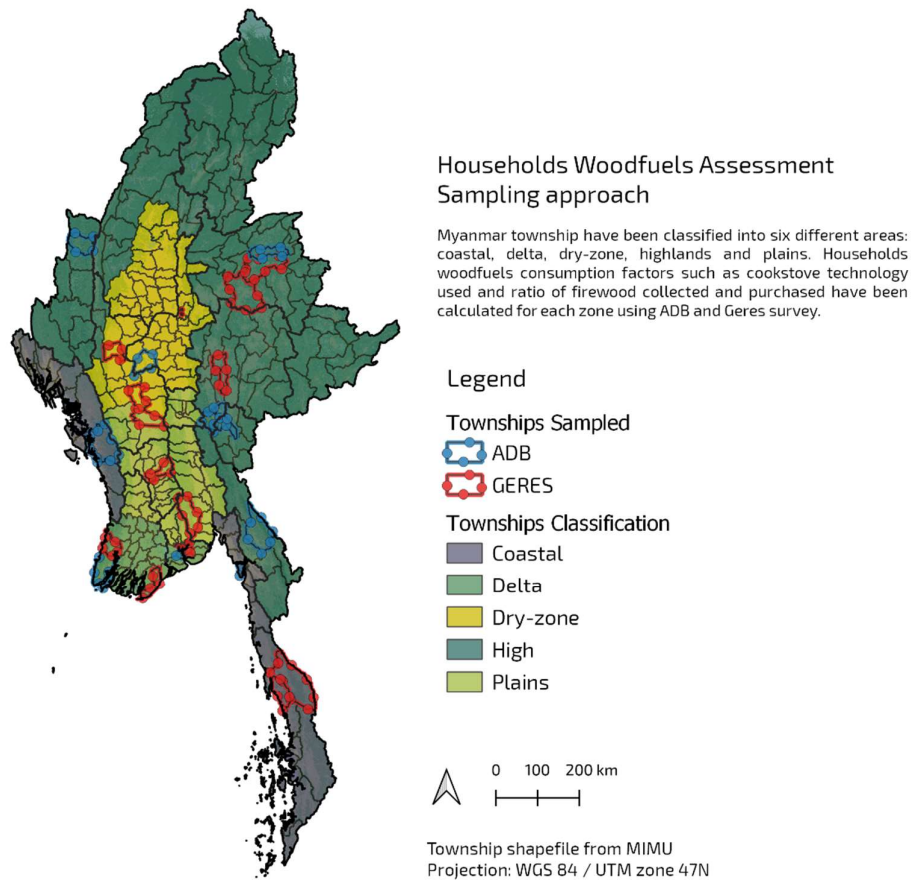 Households Woodfuels Assessment
Sampling approach
Myanmar township have been classified into six different areas:
coastal, delta, dry-zone, highlands and plains. Households
woodfuels consumption factors such as cookstove technology
used and ratio of firewood collected and purchased have been
calculated for each zone using ADB and Geres survey.
Legend
Townships Sampled
ADB
GERES
Townships Classification
Coastal
Delta
Dry-zone
High
Plains
0 100 200 km
Township shapefile from MIMU
Projection: WGS 84 / UTM zone 47N